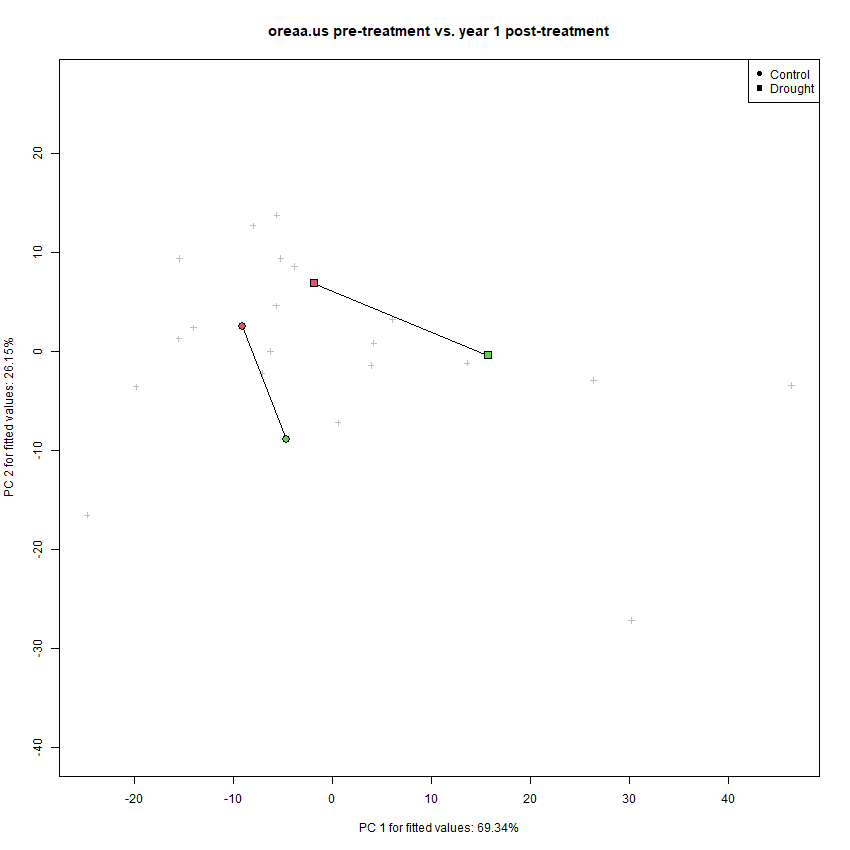 oreaa.us pre-treatment vs. year 1 post-treatment
Control
Drought
20
10
0
-10
-20
-30
-40
PC 2 for fitted values: 26.15%
-20
-10
0
10
20
30
40
PC 1 for fitted values: 69.34%